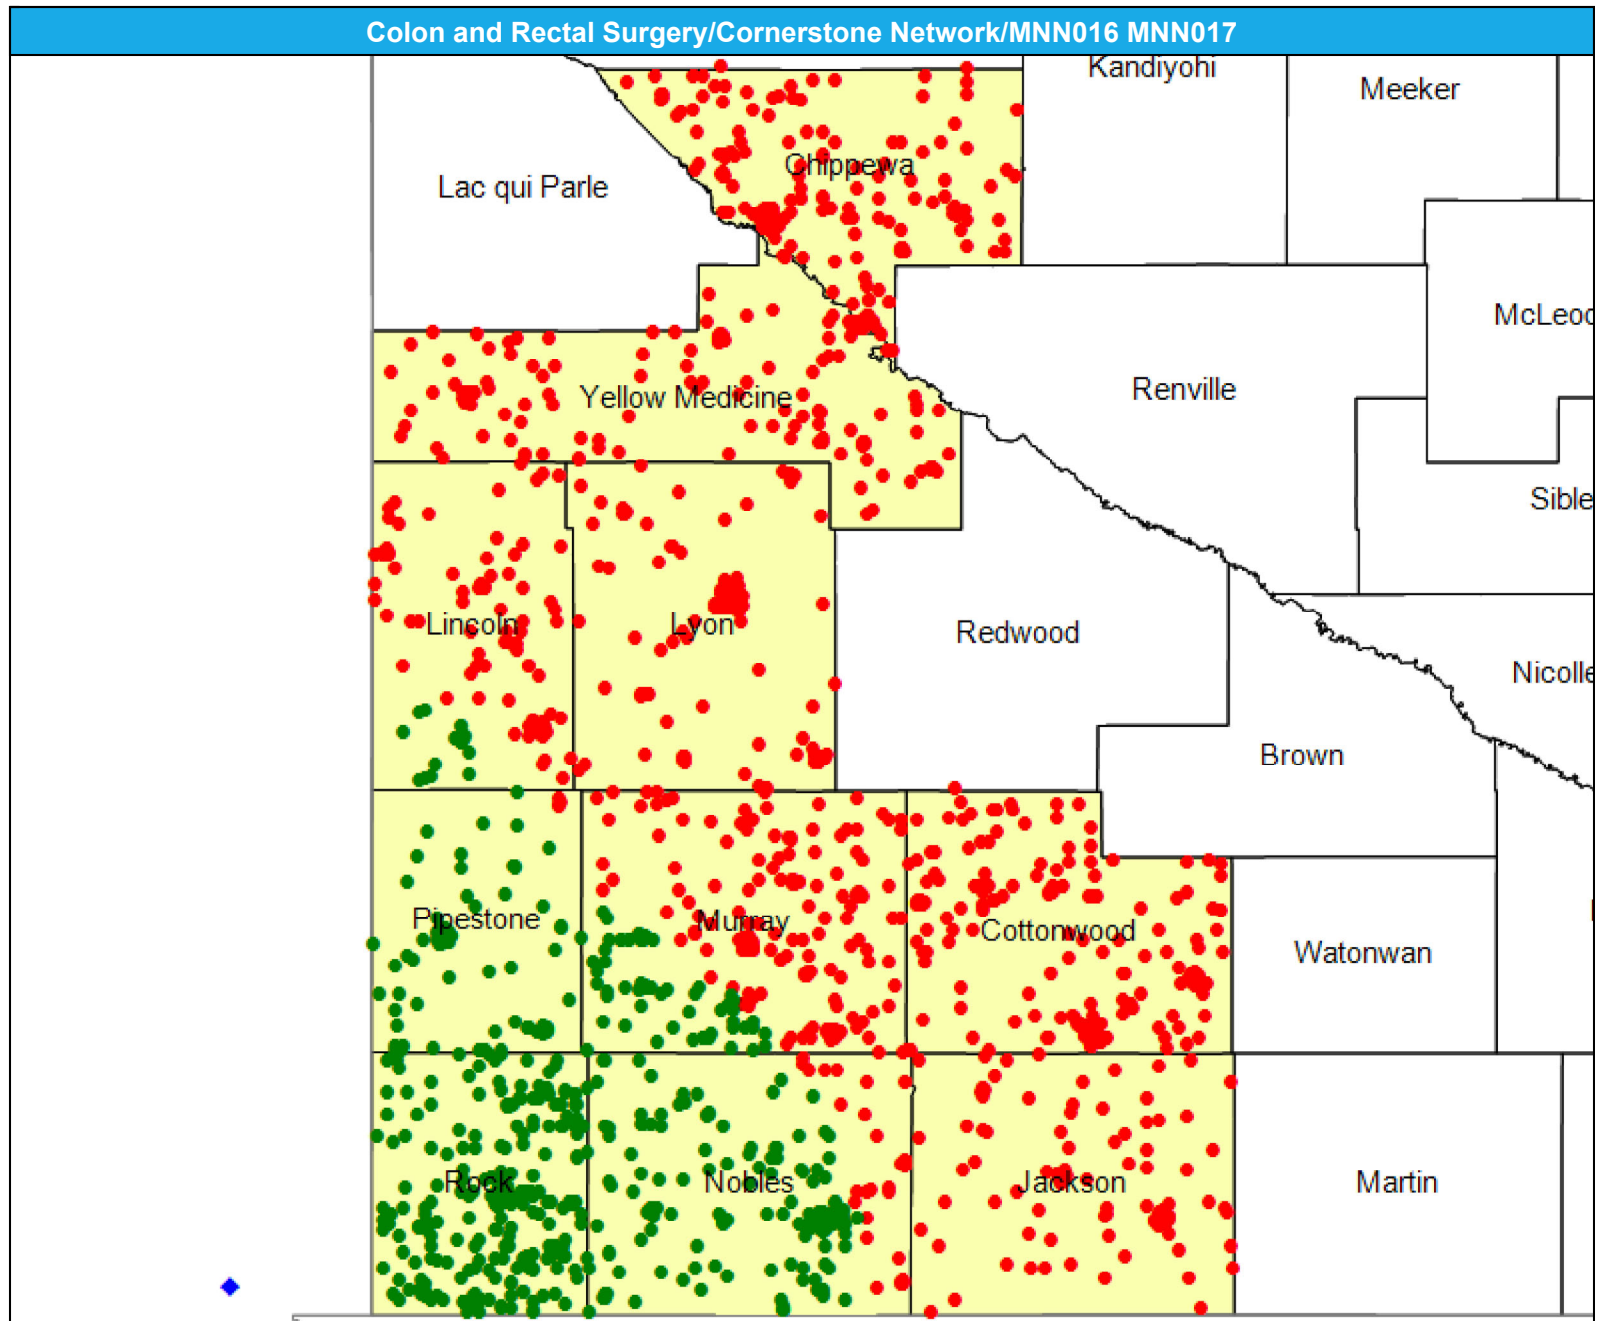 Colon and Rectal Surgery/Cornerstone Network/MNN016 MNN017
Kandiyohi
Meeker
Chippewa
Lac qui Parle
McLeod
Renville
Yellow Medicine
Sible
Lincoln
Lyon
Redwood
Nicolle
Brown
Pipestone
Murray
Cottonwood
Watonwan
Rock
Nobles
Jackson
Martin